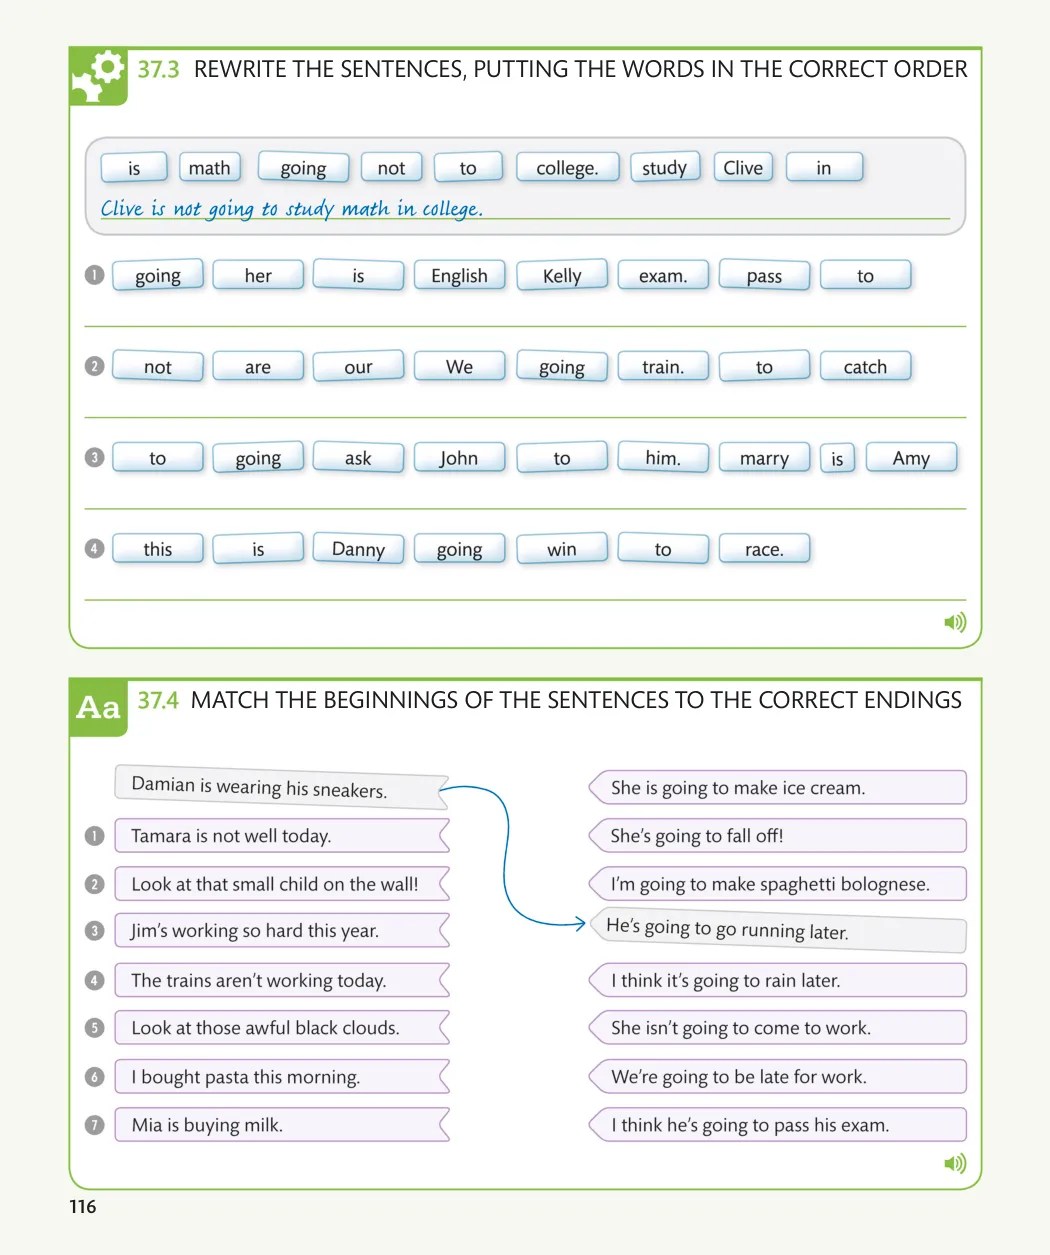 37.3 REWRITE THE SENTENCES, PUTTING THE WORDS IN THE CORRECT ORDER
is math going not to college. study Clive in
Clive is not going to study math in college.
1 going her is English Kelly exam. pass to
2 not are our We going train. to catch
3 to going ask John to him. marry is Amy
4 this is Danny going win to race.
Aa 37.4 MATCH THE BEGINNINGS OF THE SENTENCES TO THE CORRECT ENDINGS
Damian is wearing his sneakers. She is going to make ice cream.
1 Tamara is not well today. She's going to fall off!
2 Look at that small child on the wall! I'm going to make spaghetti bolognese.
3 Jim's working so hard this year. He's going to go running later.
4 The trains aren't working today. I think it's going to rain later.
5 Look at those awful black clouds. She isn't going to come to work.
6 I bought pasta this morning. We're going to be late for work.
7 Mia is buying milk. I think he's going to pass his exam.
116